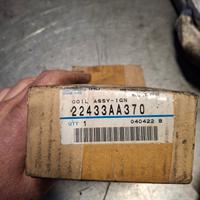 COIL ASSY-IGN
22433AA370
QTY 1
040422 B